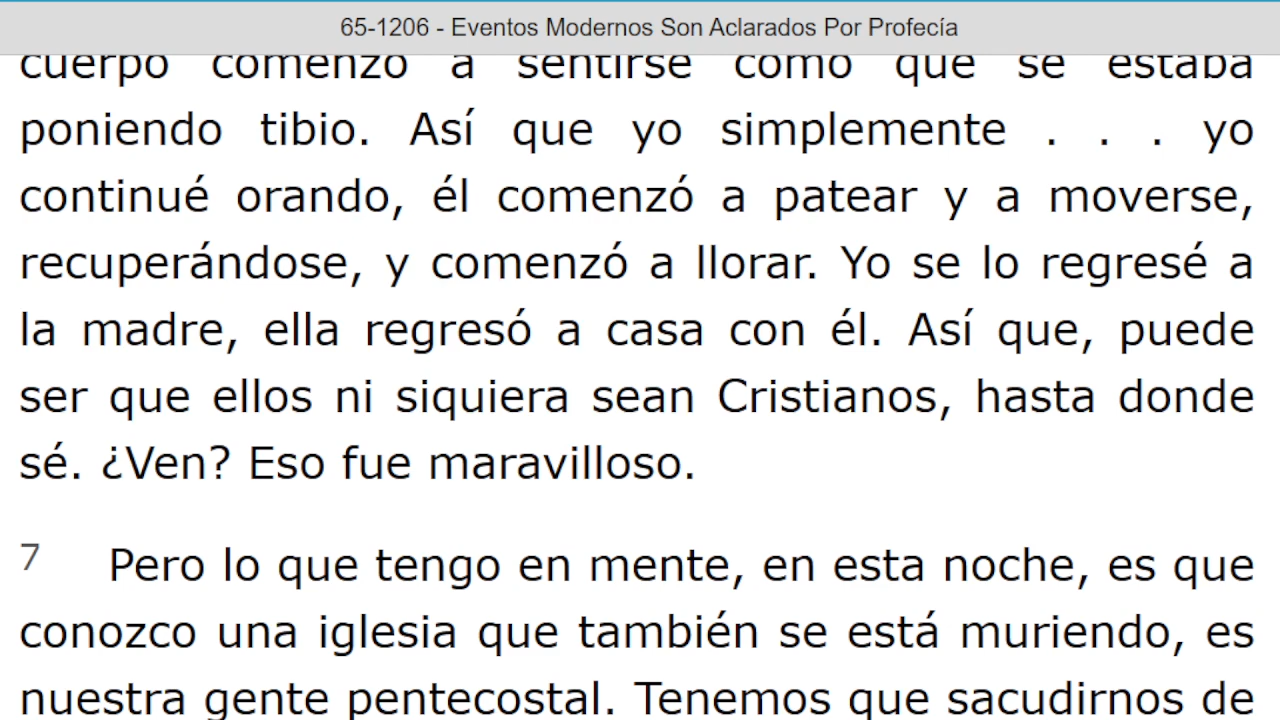 65-1206 - Eventos Modernos Son Aclarados Por Profecía
cuerpo comenzó a sentirse como que se estaba
poniendo tibio. Así que yo simplemente . . . yo
continué orando, él comenzó a patear y a moverse,
recuperándose, y comenzó a llorar. Yo se lo regresé a
la madre, ella regresó a casa con él. Así que, puede
ser que ellos ni siquiera sean Cristianos, hasta donde
sé. ¿Ven? Eso fue maravilloso.
7 Pero lo que tengo en mente, en esta noche, es que
conozco una iglesia que también se está muriendo, es
nuestra gente pentecostal. Tenemos que sacudirnos de